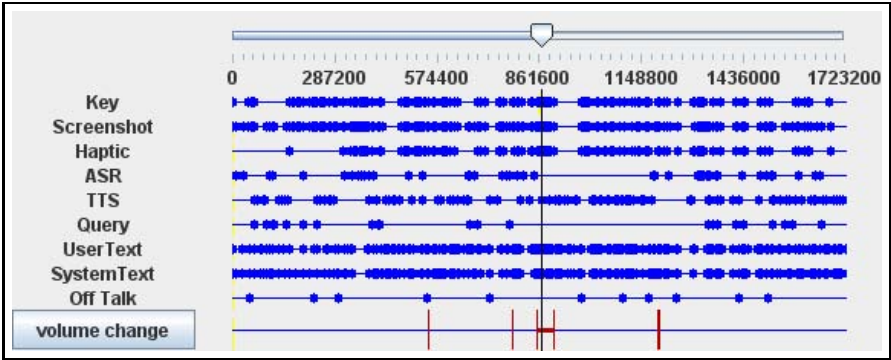 0 287200 574400 861600 1148800 1436000 1723200
Key
Screenshot
Haptic
ASR
TTS
Query
UserText
SystemText
Off Talk
volume change